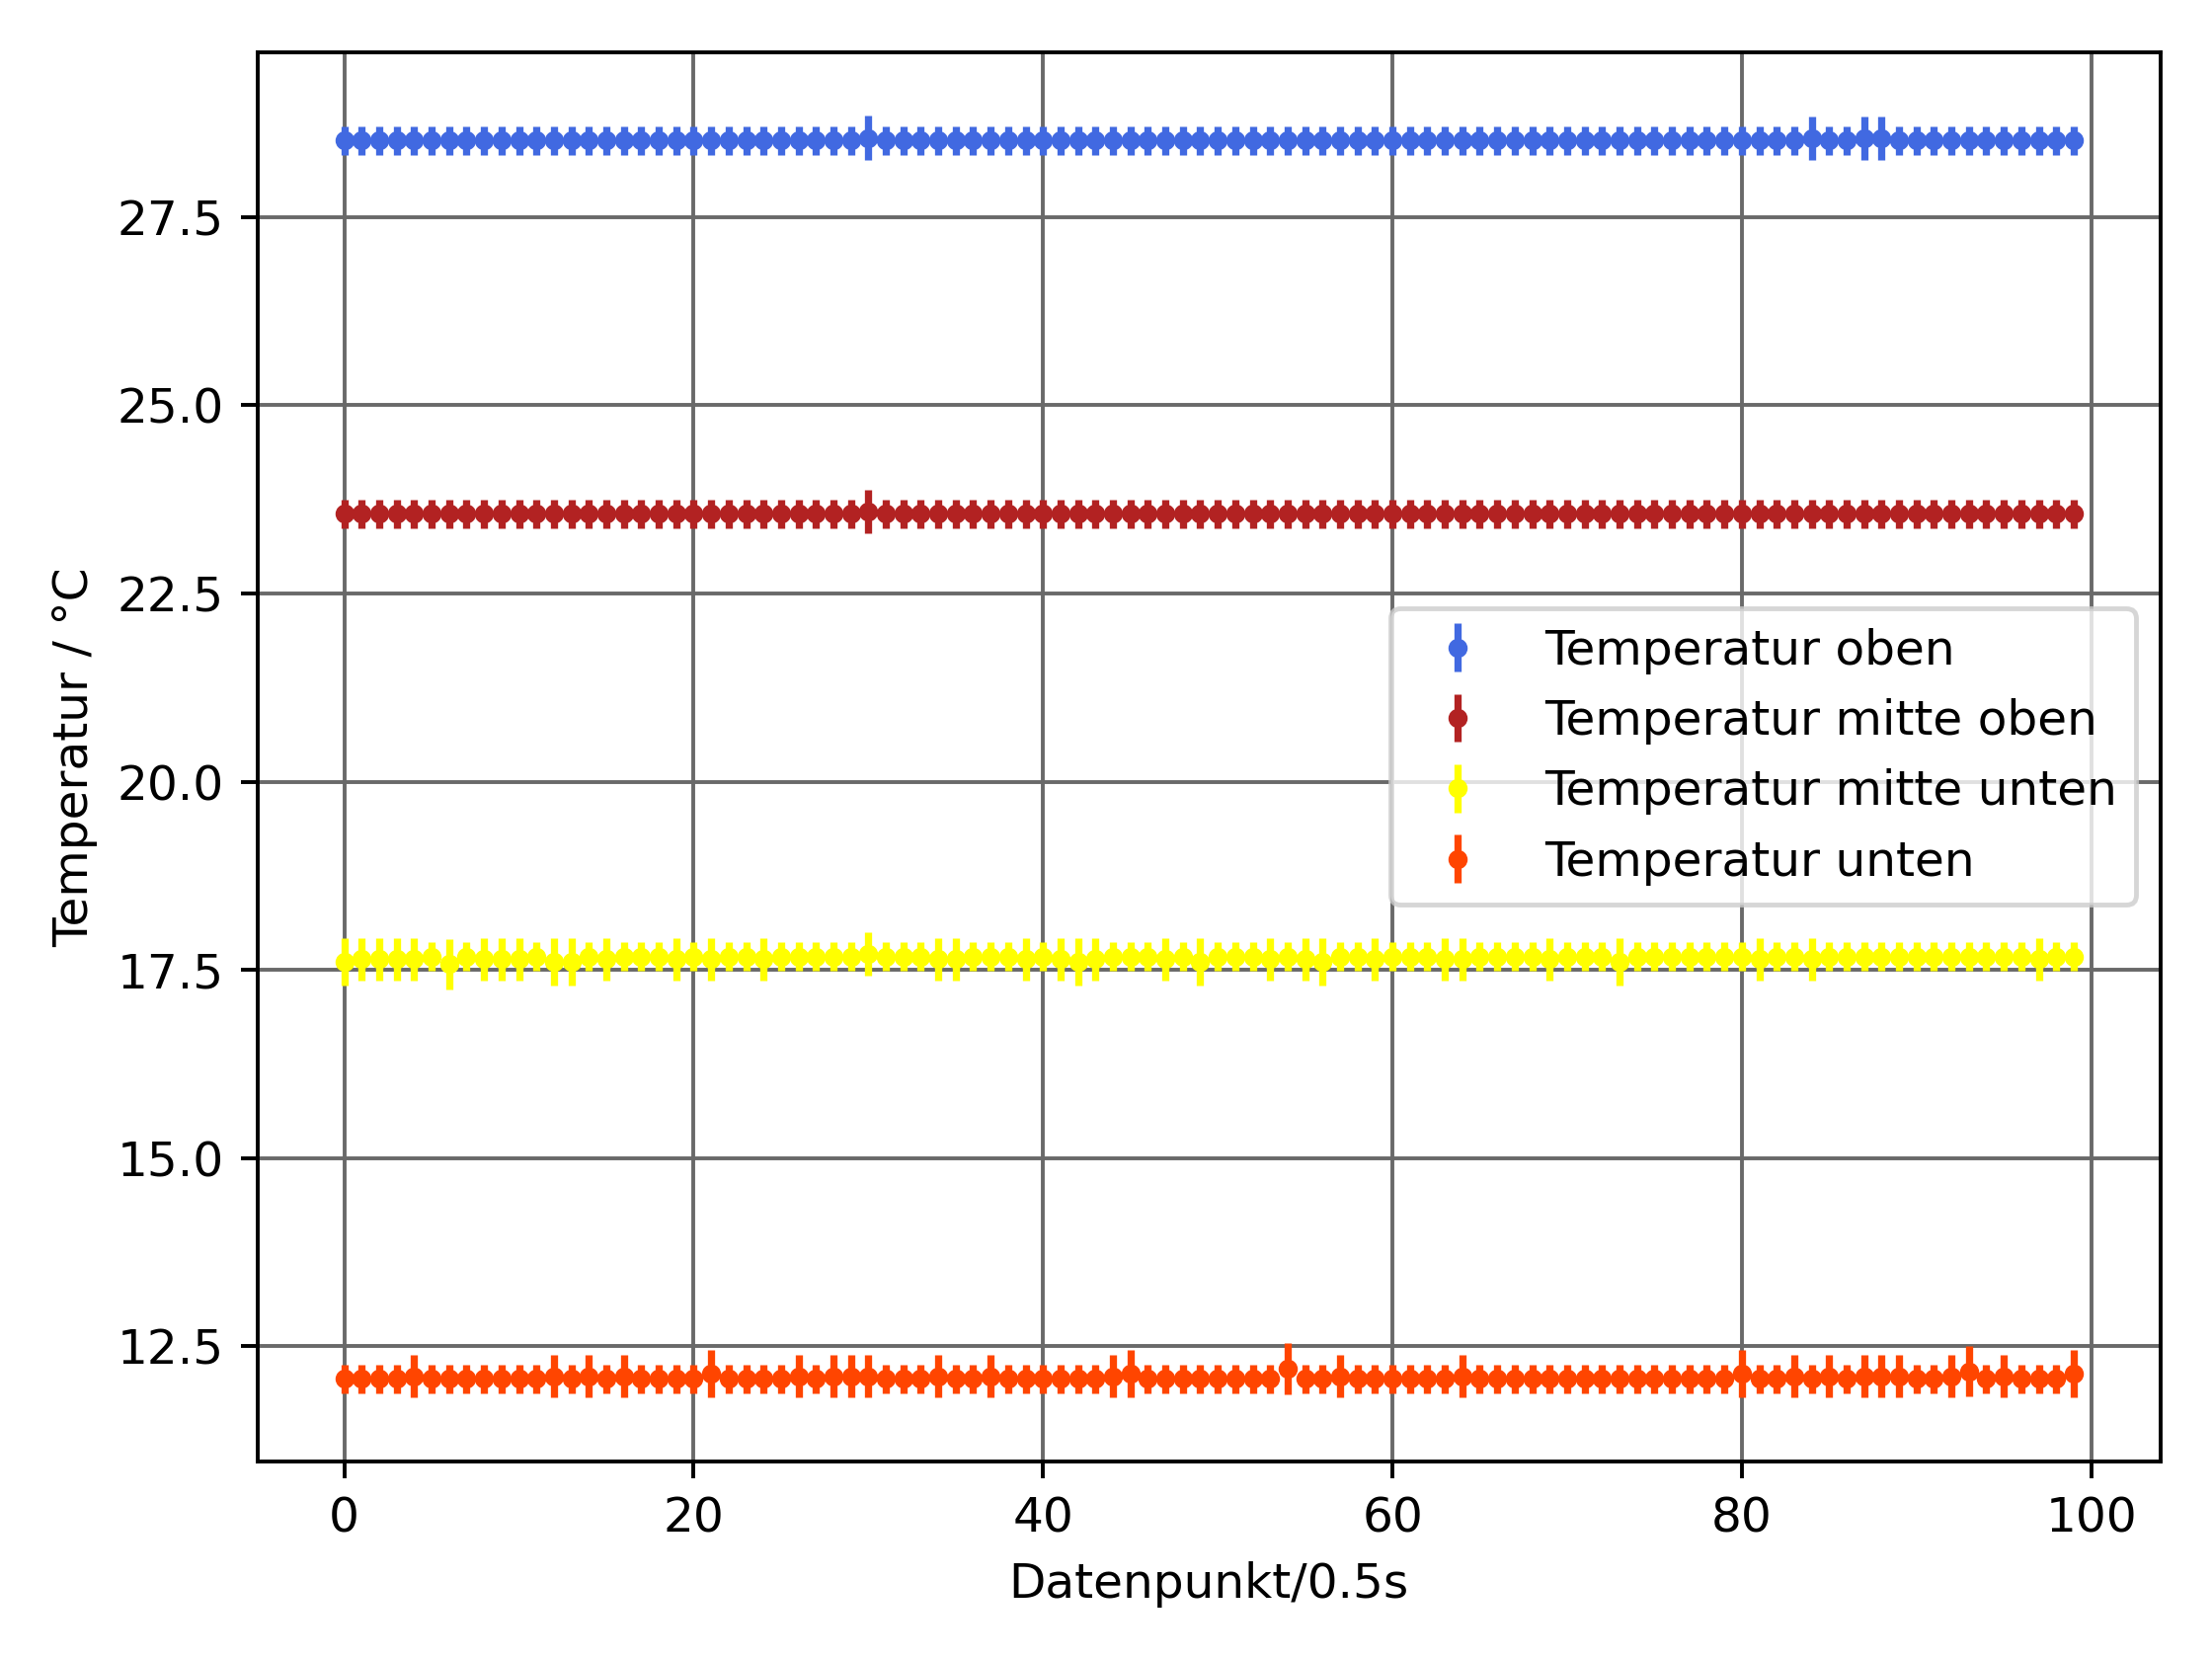 27.5
25.0
22.5
20.0
17.5
15.0
12.5
Temperatur / °C
Temperatur oben
Temperatur mitte oben
Temperatur mitte unten
Temperatur unten
0 20 40 60 80 100
Datenpunkt/0.5s